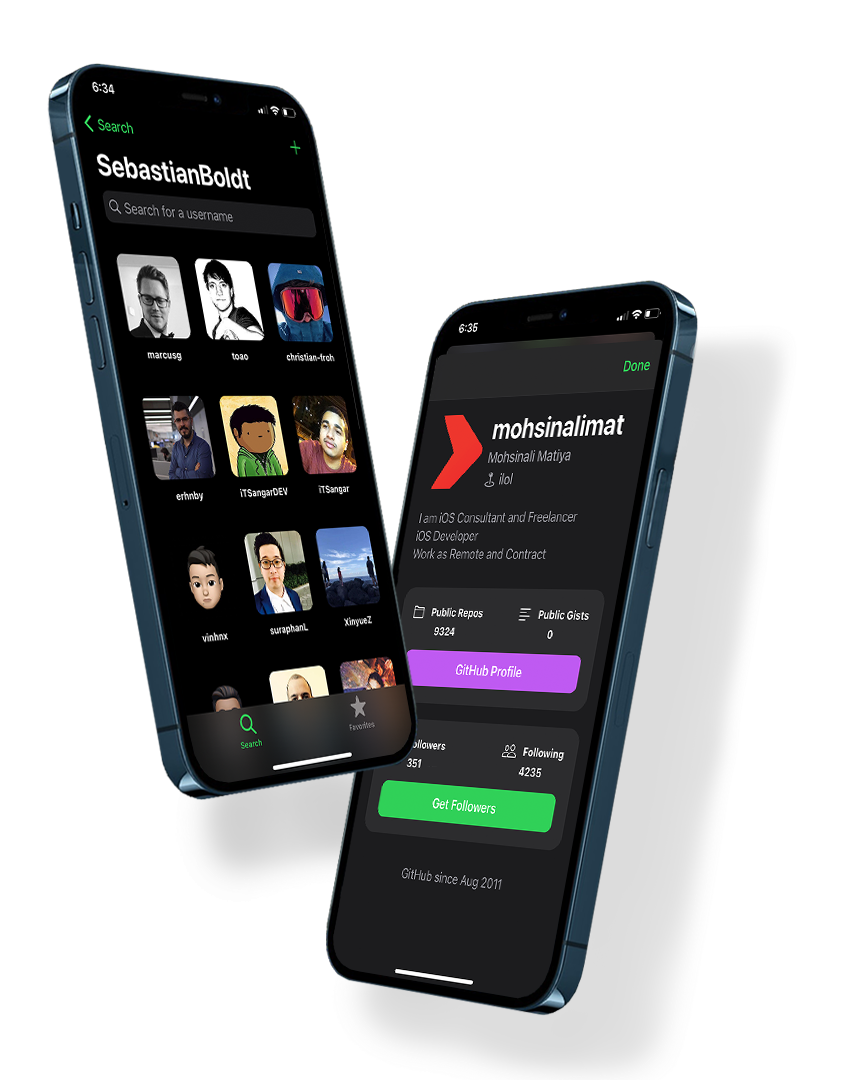 6:34
Search
+
SebastianBoldt
Search for a username
marcusg
toao
christian-froh
erhnby
iTSangarDEV
iTSangar
vinhnx
suraphanL
XinyueZ
Search
Favorites
6:35
Done
mohsinalimat
Mohsinali Matiya
ilol
I am iOS Consultant and Freelancer
iOS Developer
Work as Remote and Contract
Public Repos
Public Gists
9324
0
GitHub Profile
ollowers
Following
351
4235
Get Followers
GitHub since Aug 2011